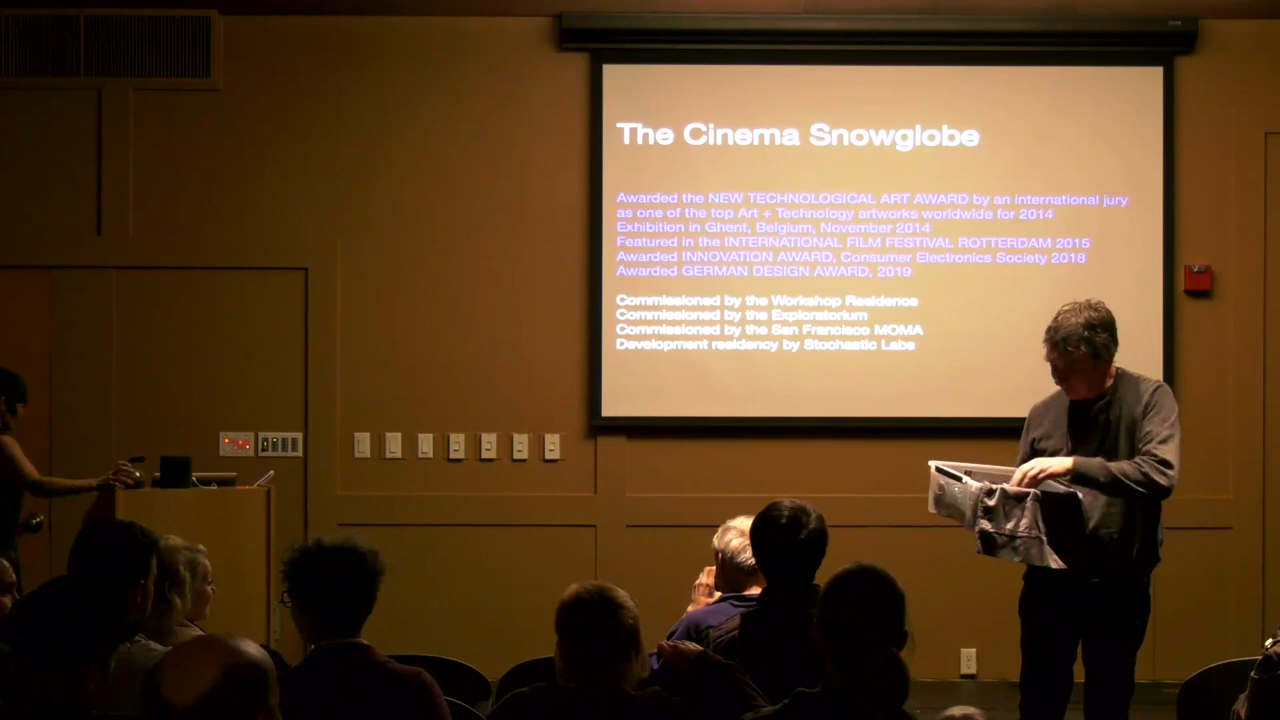 The Cinema Snowglobe
Awarded the NEW TECHNOLOGICAL ART AWARD by an international jury
as one of the top Art + Technology artworks worldwide for 2014
Exhibition in Ghent, Belgium, November 2014
Featured in the INTERNATIONAL FILM FESTIVAL ROTTERDAM 2015
Awarded INNOVATION AWARD, Consumer Electronics Society 2018
Awarded GERMAN DESIGN AWARD, 2019
Commissioned by the Workshop Residence
Commissioned by the Exploratorium
Commissioned by the San Francisco MOMA
Development residency by Stochastic Labs